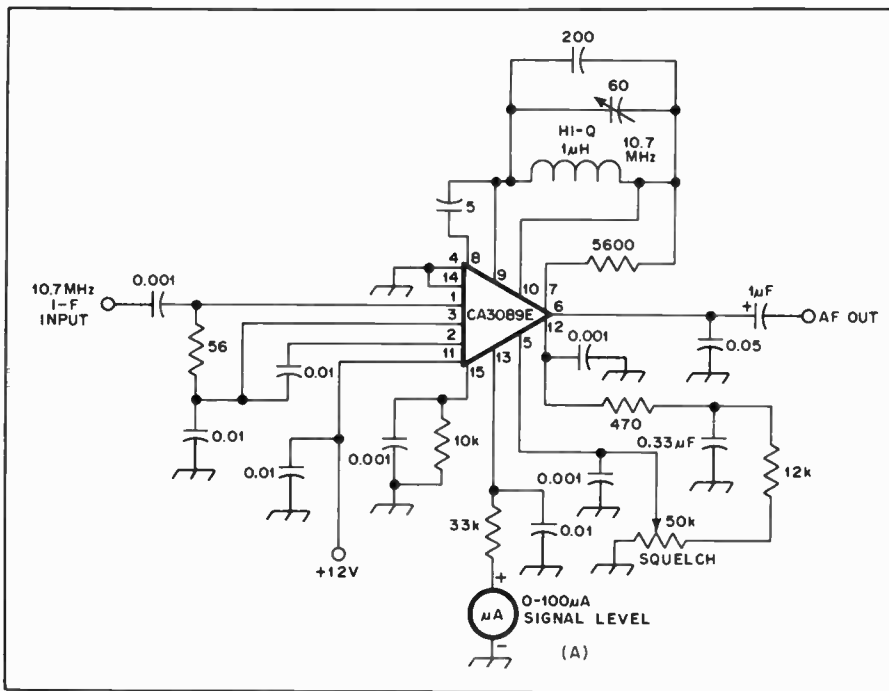 200
60
HI-Q
1µH
10.7
MHz
5
5600
4
8
9
14
10
7
10.7MHz
I-F
INPUT
0.001
1
CA3089E
6
1µF
+
AF OUT
3
12
56
2
5
0.001
0.05
11
13
0.01
15
470
0.01
0.01
0.001
10k
0.33µF
12k
0.001
33k
0.01
50k
SQUELCH
+12V
+
µA
0-100µA
SIGNAL LEVEL
-
(A)